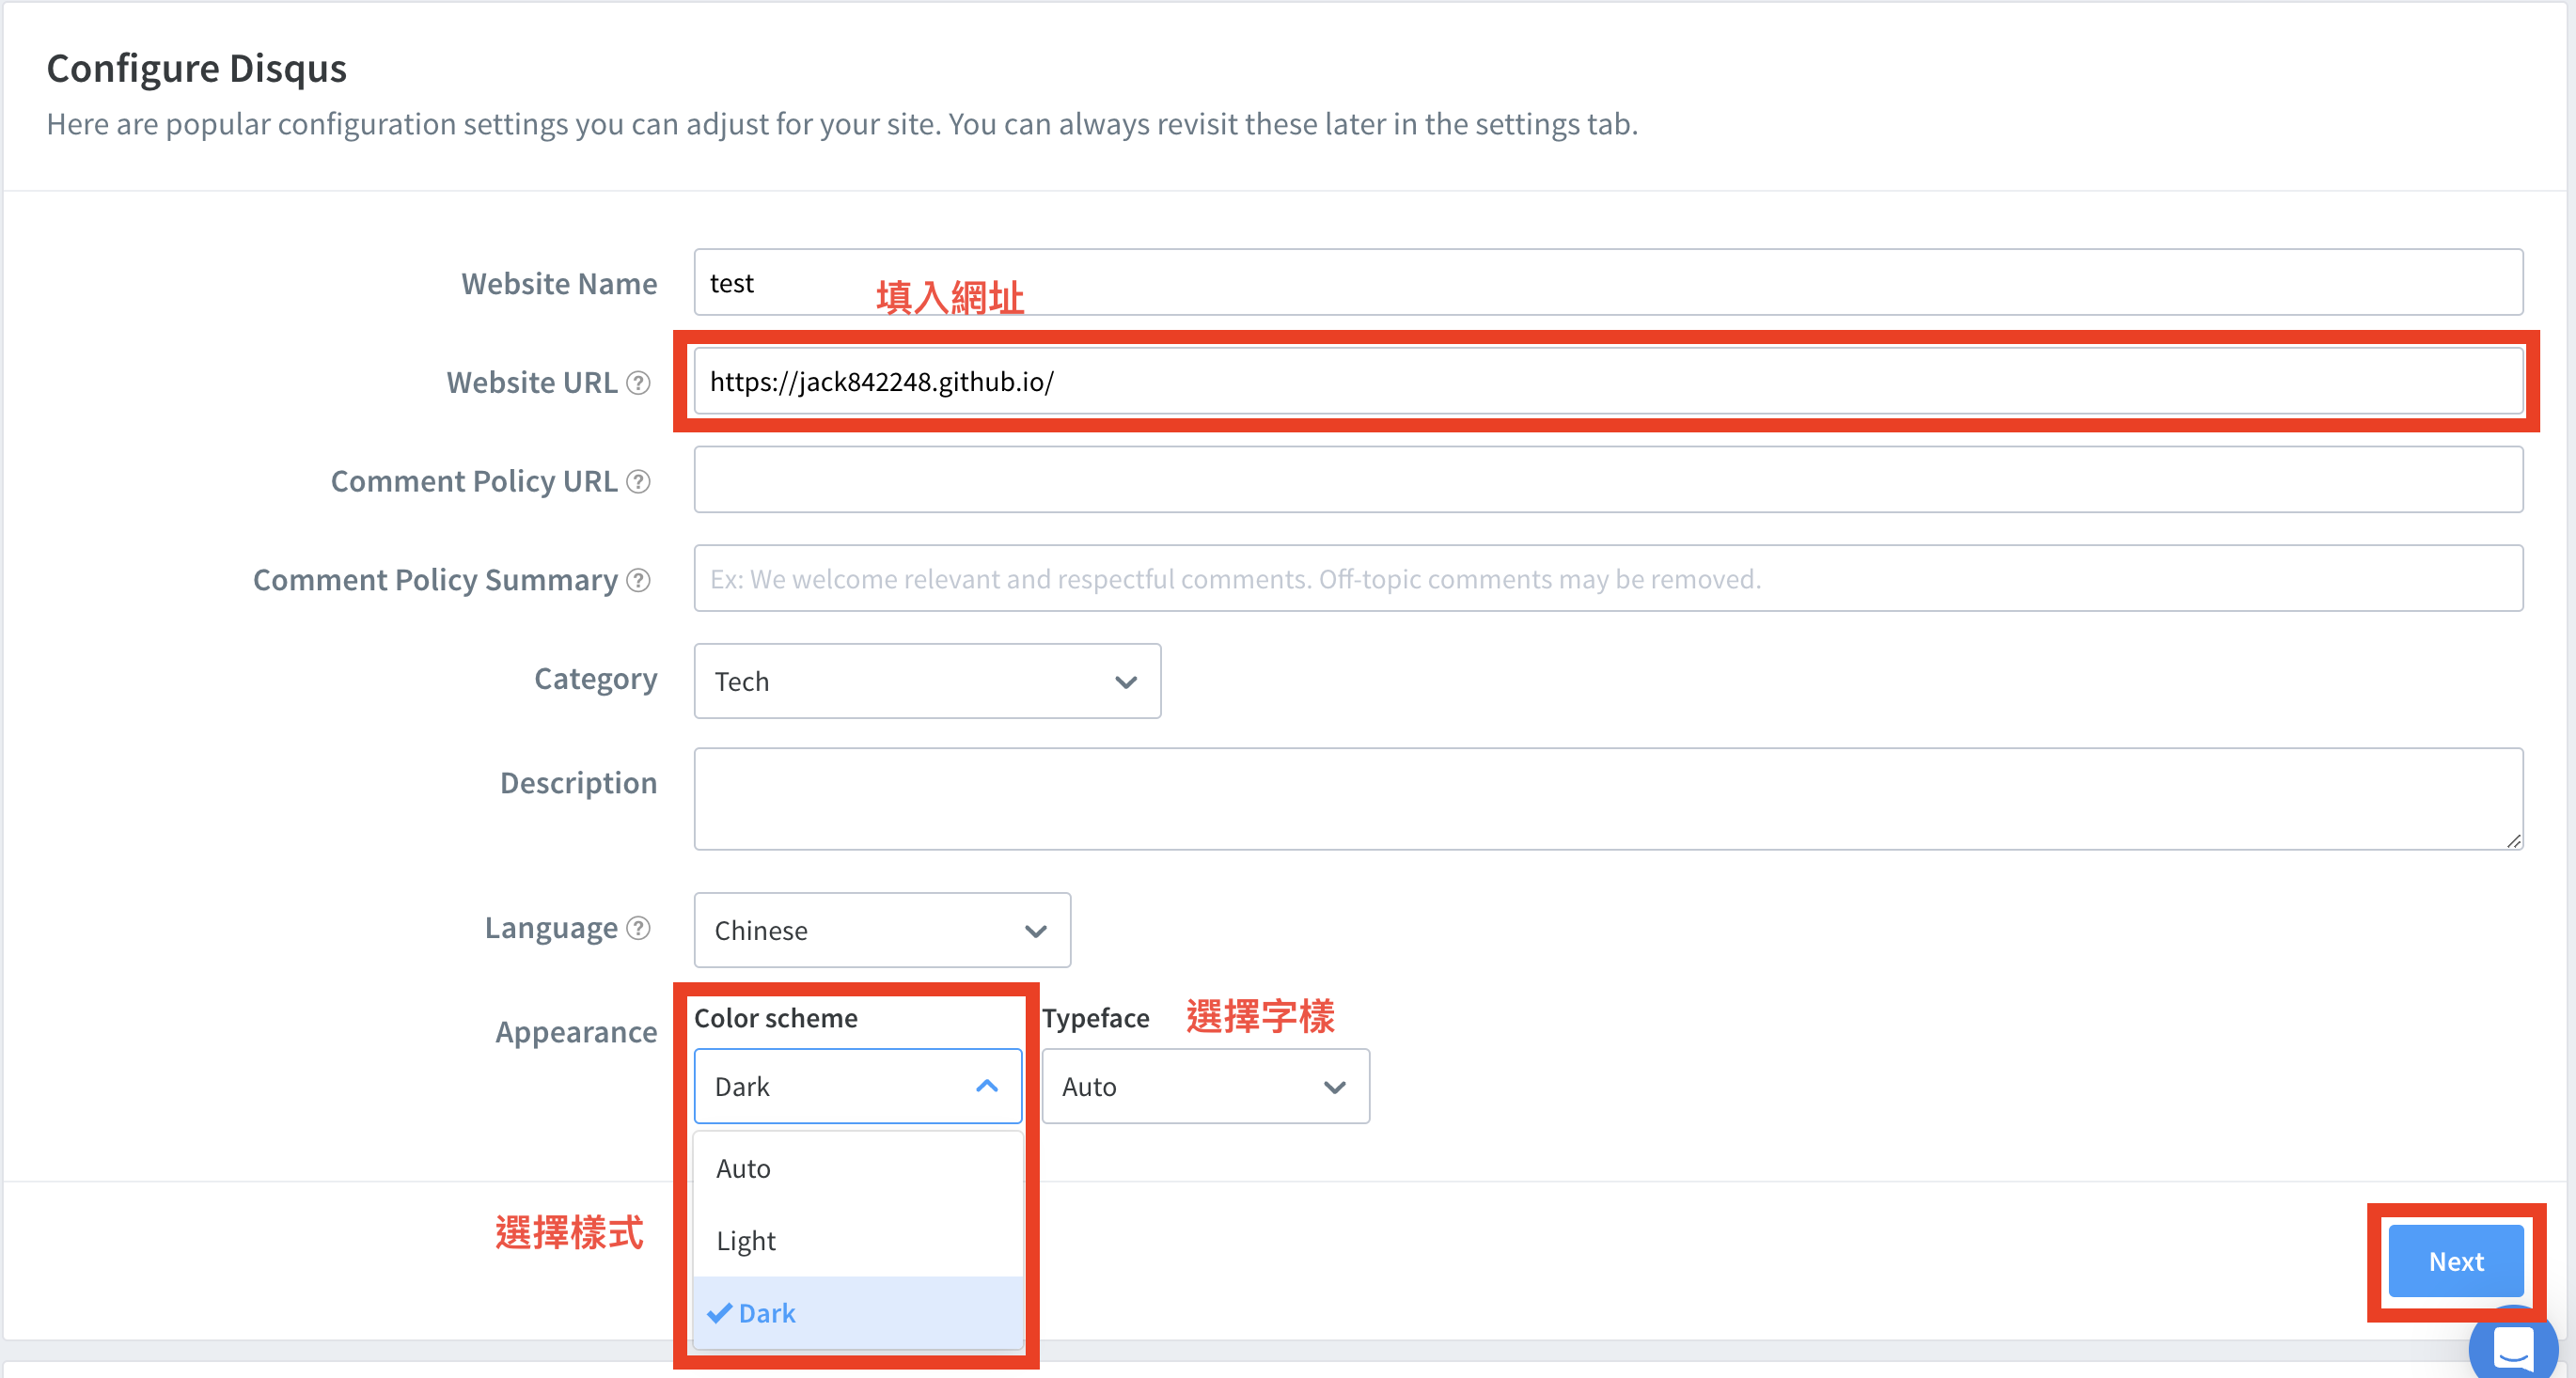 Configure Disqus
Here are popular configuration settings you can adjust for your site. You can always revisit these later in the settings tab.
Website Name
test
填入網址
Website URL ?
https://jack842248.github.io/
Comment Policy URL ?
Comment Policy Summary ?
Ex: We welcome relevant and respectful comments. Off-topic comments may be removed.
Category
Tech
Description
Language ?
Chinese
Appearance
Color scheme
Typeface
選擇字樣
Dark
Auto
Auto
Light
Dark
選擇樣式
Next